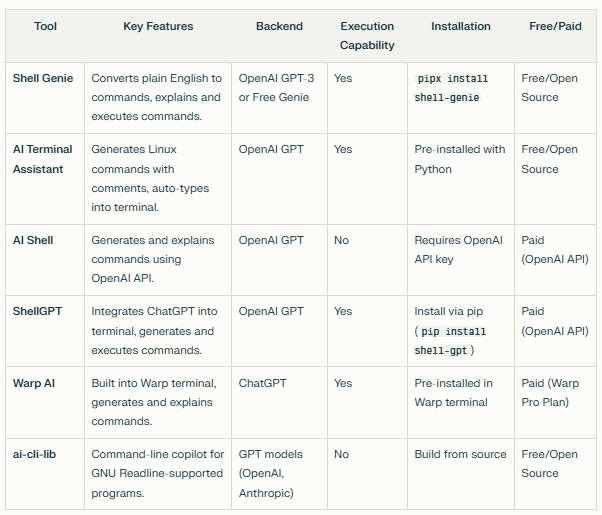 Tool Key Features Backend Execution Capability Installation Free/Paid
Shell Genie
Converts plain English to
commands, explains and
executes commands.
OpenAI GPT-3
or Free Genie
Yes
pipx install
shell-genie
Free/Open
Source
AI Terminal
Assistant
Generates Linux
commands with
comments, auto-types
into terminal.
OpenAI GPT
Yes
Pre-installed with
Python
Free/Open
Source
AI Shell
Generates and explains
commands using
OpenAI API.
OpenAI GPT
No
Requires OpenAI
API key
Paid
(OpenAI API)
ShellGPT
Integrates ChatGPT into
terminal, generates and
executes commands.
OpenAI GPT
Yes
Install via pip
( pip install
shell-gpt )
Paid
(OpenAI API)
Warp AI
Built into Warp terminal,
generates and explains
commands.
ChatGPT
Yes
Pre-installed in
Warp terminal
Paid (Warp
Pro Plan)
ai-cli-lib
Command-line copilot for
GNU Readline-supported
programs.
GPT models
(OpenAI,
Anthropic)
No
Build from source
Free/Open
Source